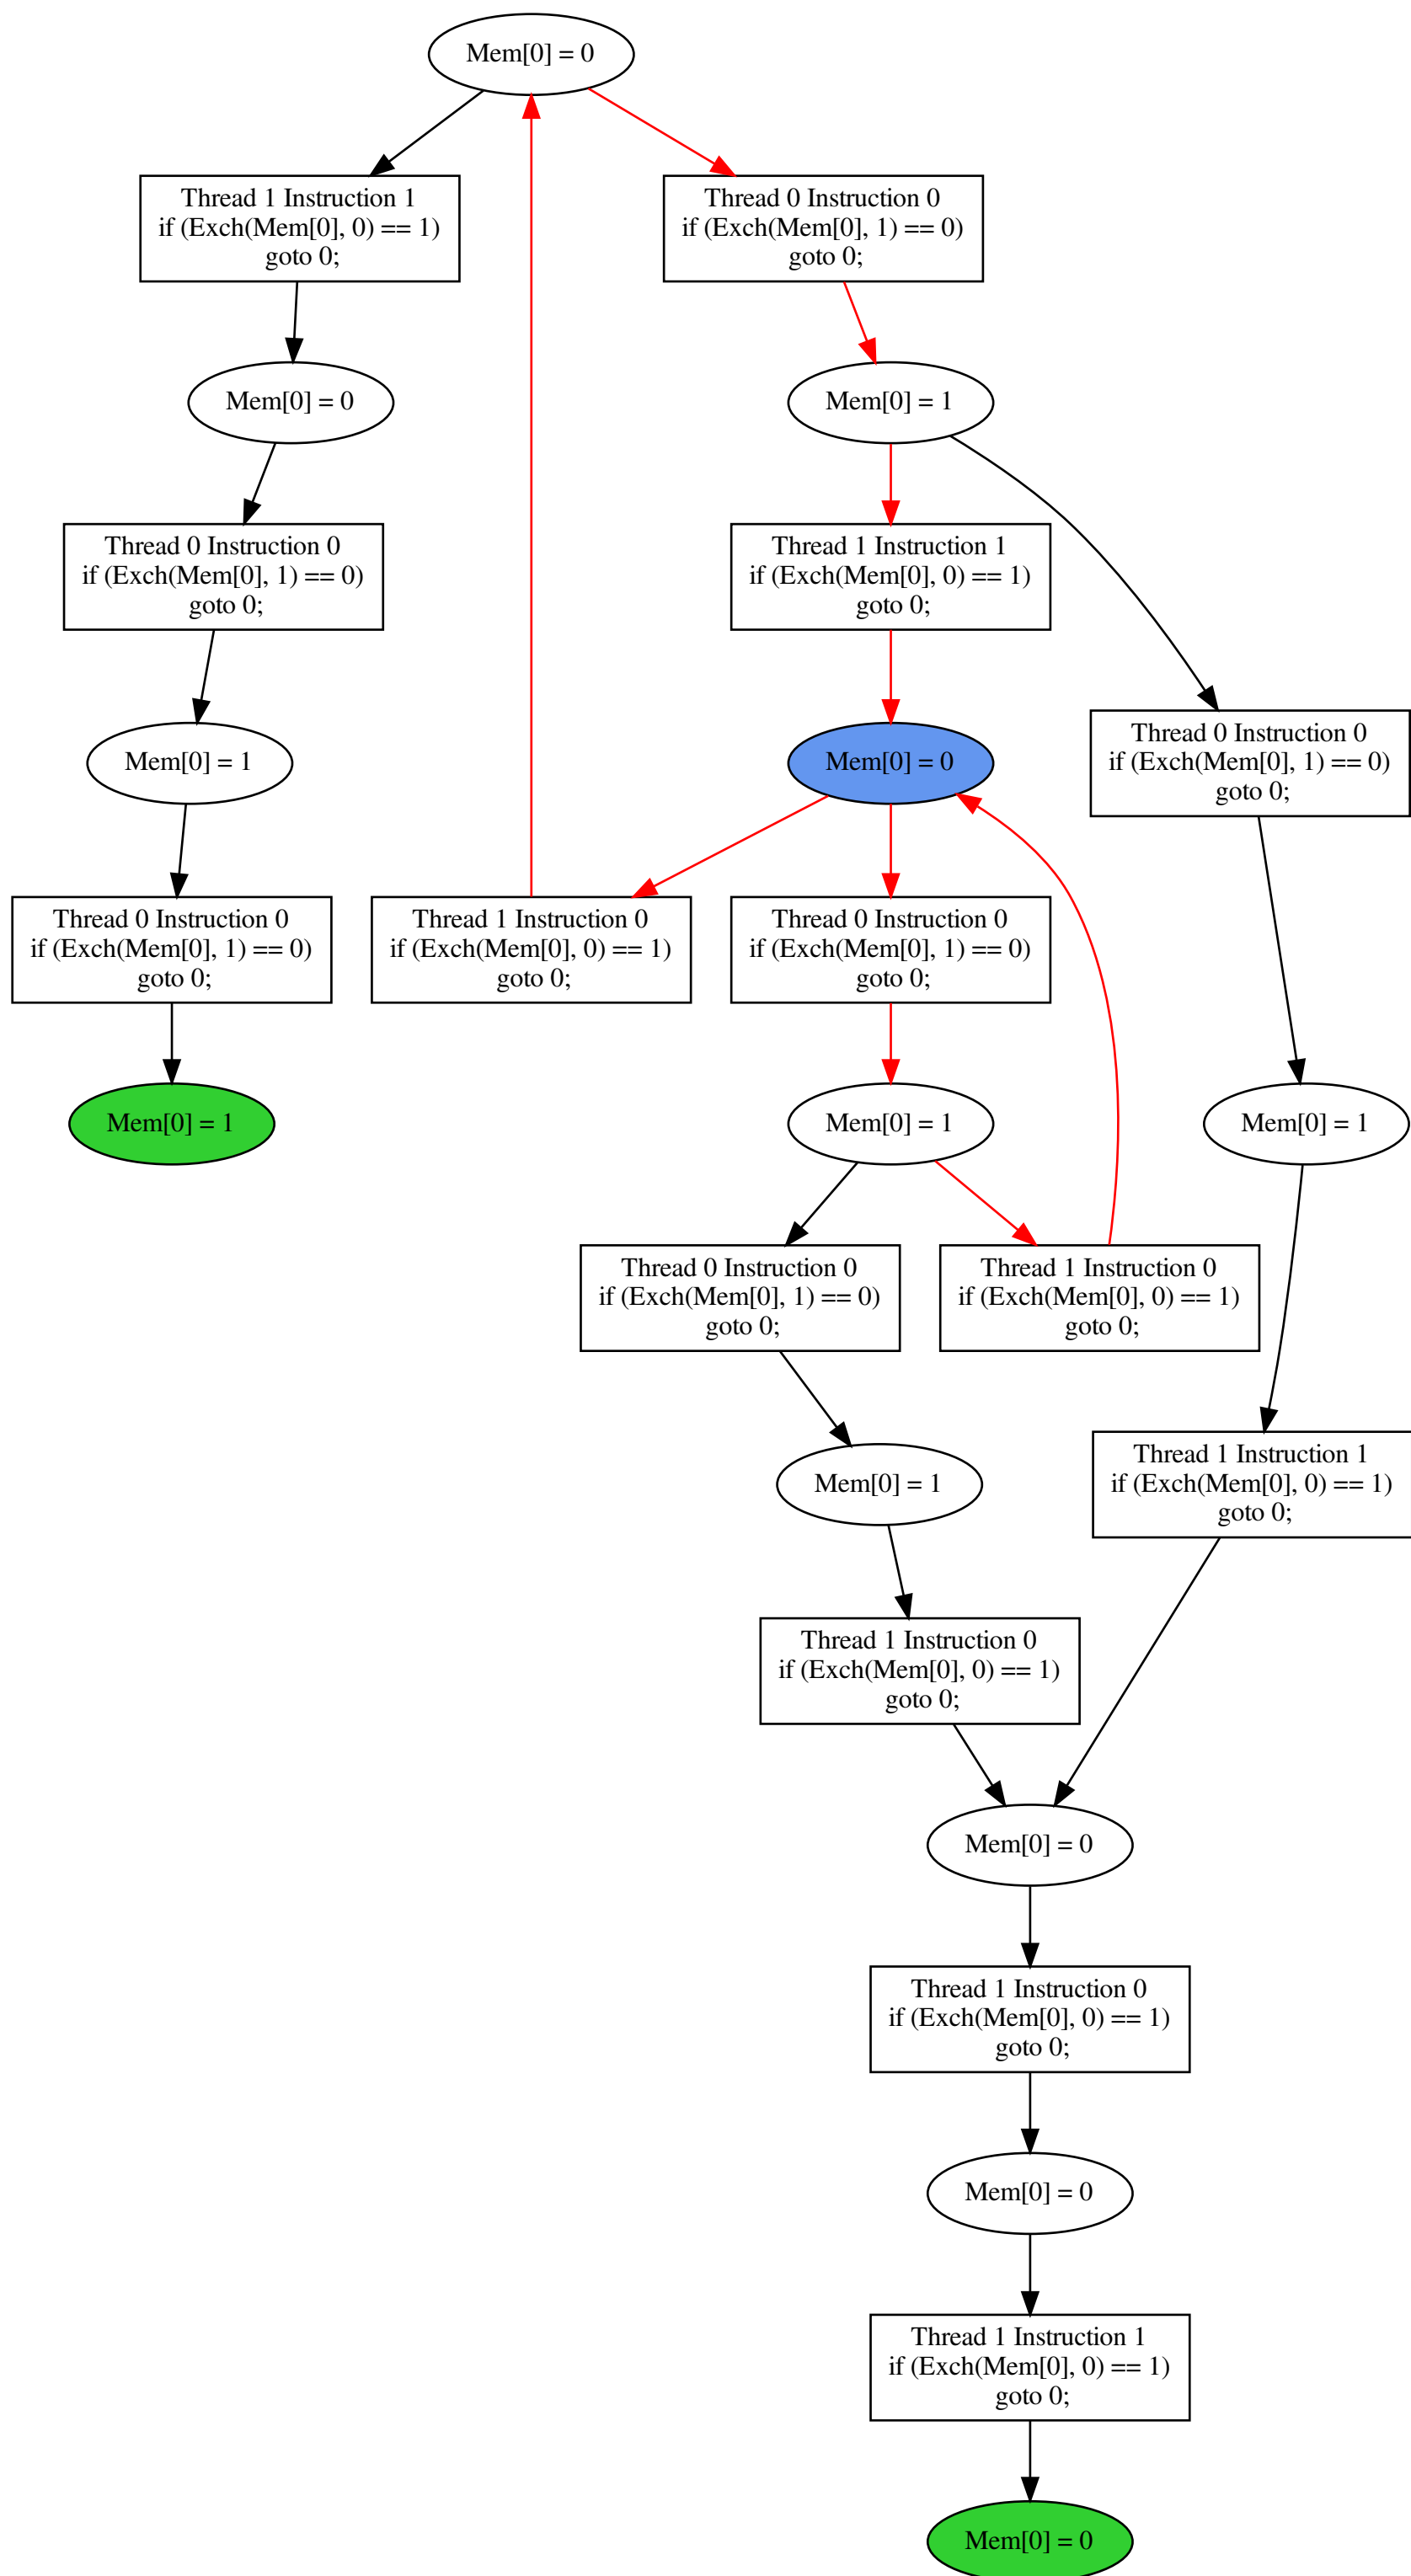 Mem[0] = 0
Thread 1 Instruction 1
if (Exch(Mem[0], 0) == 1)
goto 0;
Thread 0 Instruction 0
if (Exch(Mem[0], 1) == 0)
goto 0;
Mem[0] = 0
Mem[0] = 1
Thread 0 Instruction 0
if (Exch(Mem[0], 1) == 0)
goto 0;
Thread 1 Instruction 1
if (Exch(Mem[0], 0) == 1)
goto 0;
Mem[0] = 1
Mem[0] = 0
Thread 0 Instruction 0
if (Exch(Mem[0], 1) == 0)
goto 0;
Thread 0 Instruction 0
if (Exch(Mem[0], 1) == 0)
goto 0;
Thread 1 Instruction 0
if (Exch(Mem[0], 0) == 1)
goto 0;
Thread 0 Instruction 0
if (Exch(Mem[0], 1) == 0)
goto 0;
Mem[0] = 1
Mem[0] = 1
Mem[0] = 1
Thread 0 Instruction 0
if (Exch(Mem[0], 1) == 0)
goto 0;
Thread 1 Instruction 0
if (Exch(Mem[0], 0) == 1)
goto 0;
Mem[0] = 1
Thread 1 Instruction 1
if (Exch(Mem[0], 0) == 1)
goto 0;
Thread 1 Instruction 0
if (Exch(Mem[0], 0) == 1)
goto 0;
Mem[0] = 0
Thread 1 Instruction 0
if (Exch(Mem[0], 0) == 1)
goto 0;
Mem[0] = 0
Thread 1 Instruction 1
if (Exch(Mem[0], 0) == 1)
goto 0;
Mem[0] = 0